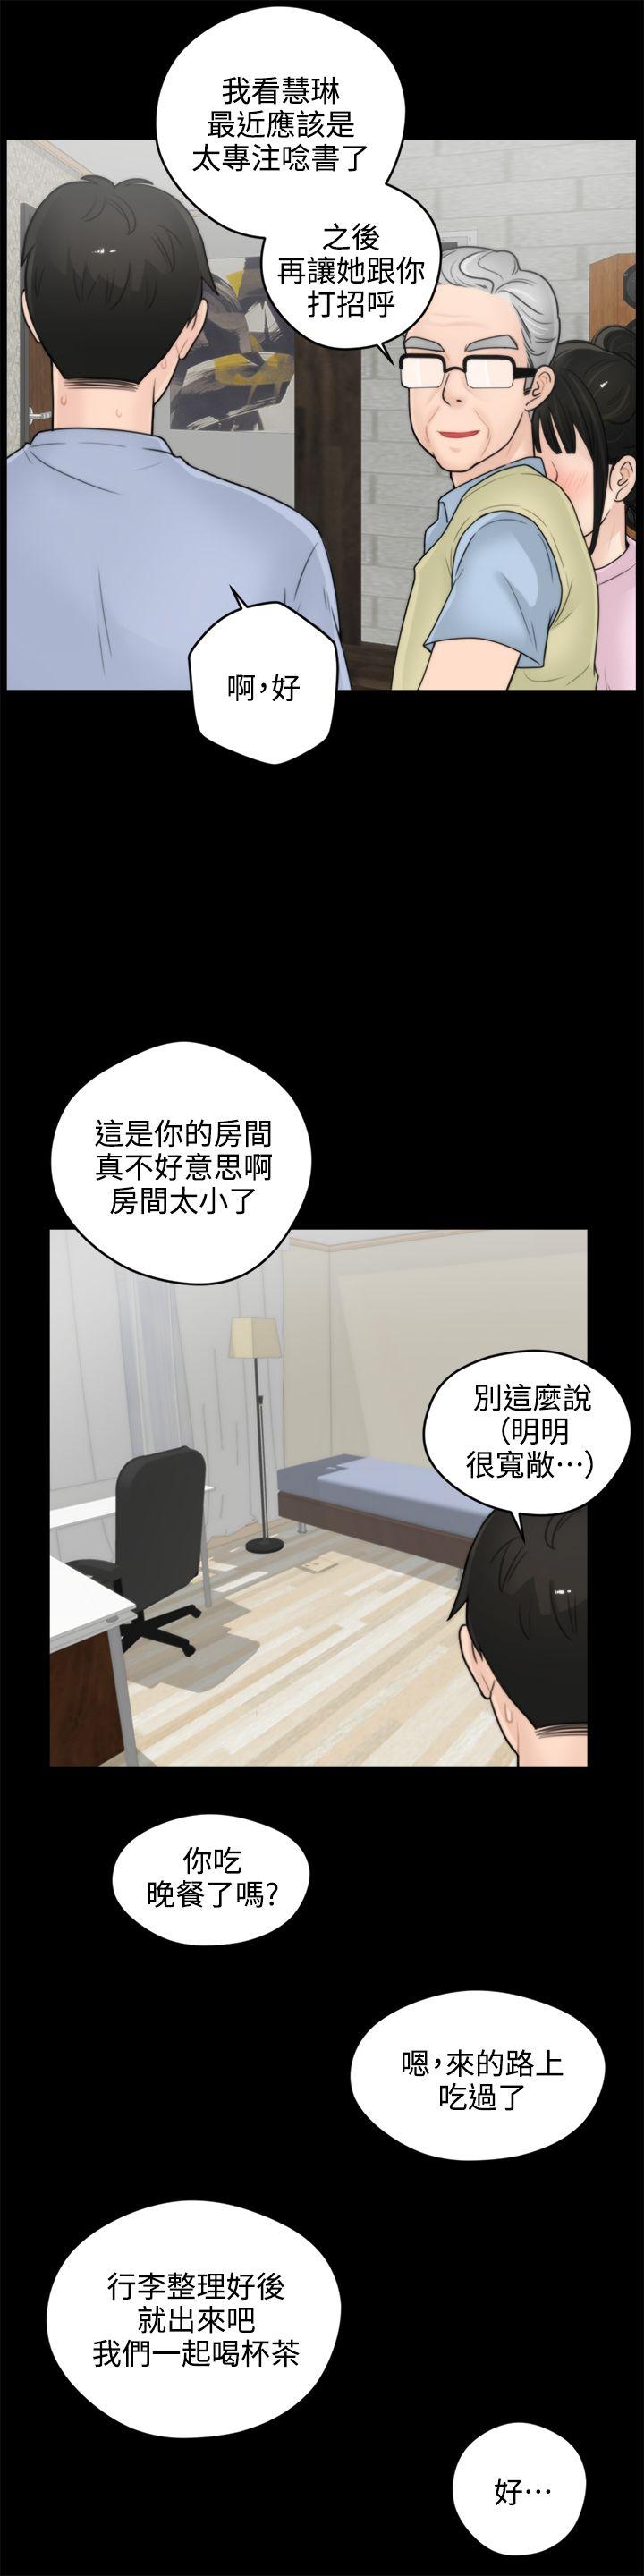 我看慧琳
最近應該是
太專注唸書了
之後
再讓她跟你
打招呼
啊，好
這是你的房間
真不好意思啊
房間太小了
別這麼說
（明明
很寬敞…）
你吃
晚餐了嗎?
嗯，來的路上
吃過了
行李整理好後
就出來吧
我們一起喝杯茶
好…